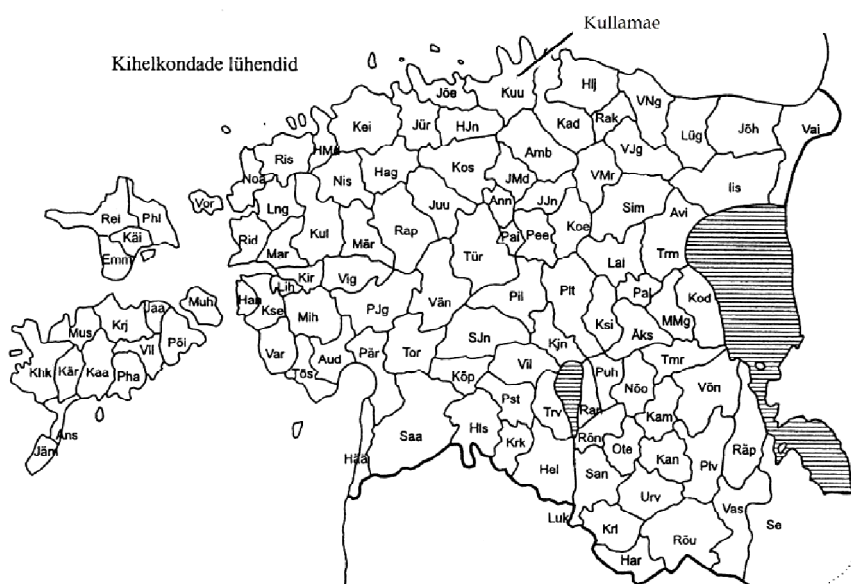 Kullamae
Kihelkondade lühendid
Jõe
Kuu
Hlj
VNg
Kei
Jür
HJn
Kad
Rak
Lüg
Jõh
Vai
Ris
HMd
Hag
Kos
Amb
VJg
Noa
Nis
JMd
VMr
Iis
Vor
Lng
Juu
Ann
JJn
Sim
Avi
Rei
Phl
Käi
Emm
Rid
Mar
Kul
Mär
Rap
Tür
Pai
Pee
Koe
Lai
Trm
Kir
Vig
Lih
Han
Kse
Mih
PJg
Vän
Pil
Plt
Pal
Kod
Muh
Jaa
Krj
Mus
Pöi
Ksi
Äks
MMg
Khk
Kär
Kaa
Pha
Vll
Var
Tõs
Aud
Pär
Tor
SJn
Kjn
Vil
Kõp
Puh
Nõo
Tmr
Võn
Pst
Trv
Ran
Kam
Ans
Jäm
Hää
Saa
Hls
Krk
Hel
Rõn
Ote
Kan
Plv
Räp
San
Urv
Vas
Se
Luk
Krl
Har
Rõu